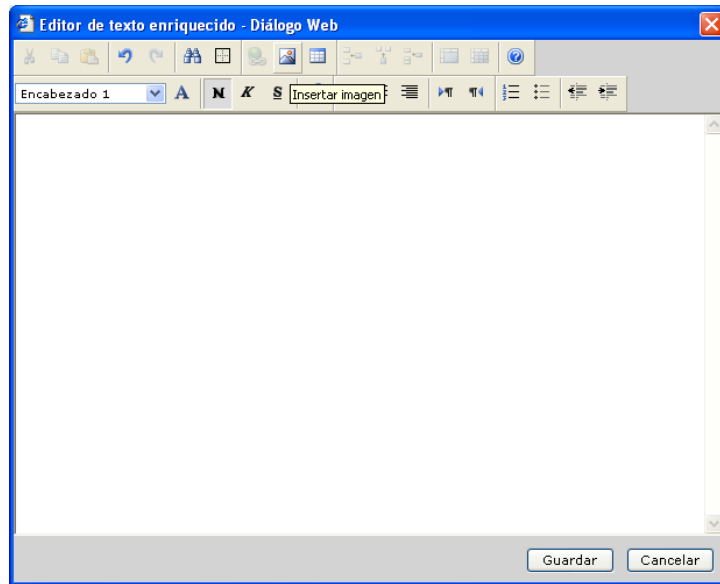 Editor de texto enriquecido - Diálogo Web
Encabezado 1 A N K S Insertar imagen
Guardar Cancelar